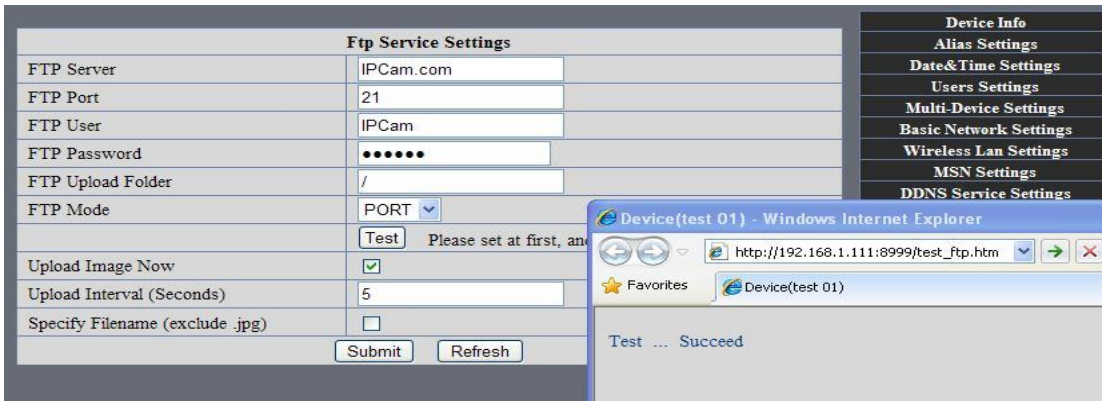 Ftp Service Settings
FTP Server IPCam.com
FTP Port 21
FTP User IPCam
FTP Password ●●●●●●
FTP Upload Folder /
FTP Mode PORT
Test Please set at first, an
Upload Image Now
Upload Interval (Seconds) 5
Specify Filename (exclude .jpg)
Submit Refresh
Device Info
Alias Settings
Date&Time Settings
Users Settings
Multi-Device Settings
Basic Network Settings
Wireless Lan Settings
MSN Settings
DDNS Service Settings
Device(test 01) - Windows Internet Explorer
http://192.168.1.111:8999/test_ftp.htm
Favorites Device(test 01)
Test ... Succeed